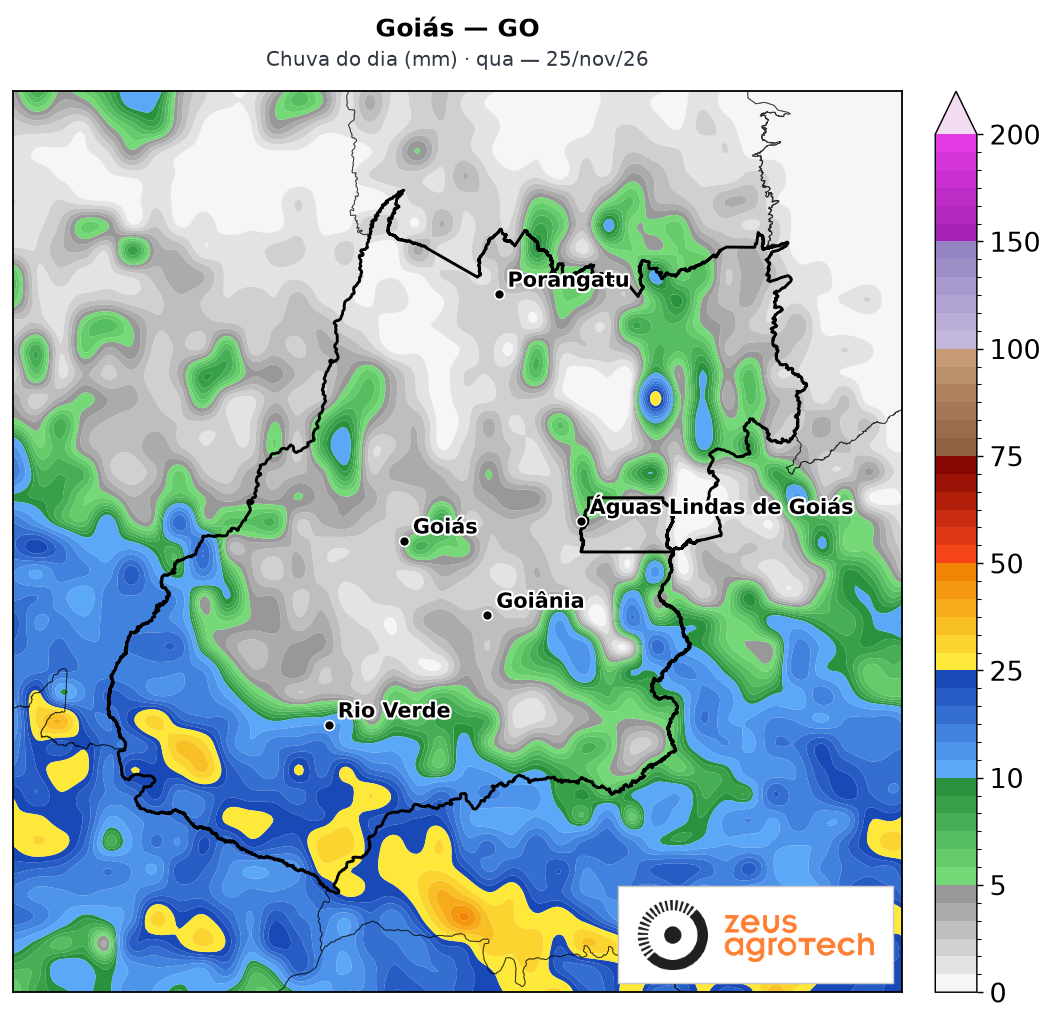 Goiás — GO
Chuva do dia (mm) · qua — 25/nov/26
200
150
100
75
50
25
10
5
0
Porangatu
Águas Lindas de Goiás
Goiás
Goiânia
Rio Verde
zeus
agrotech